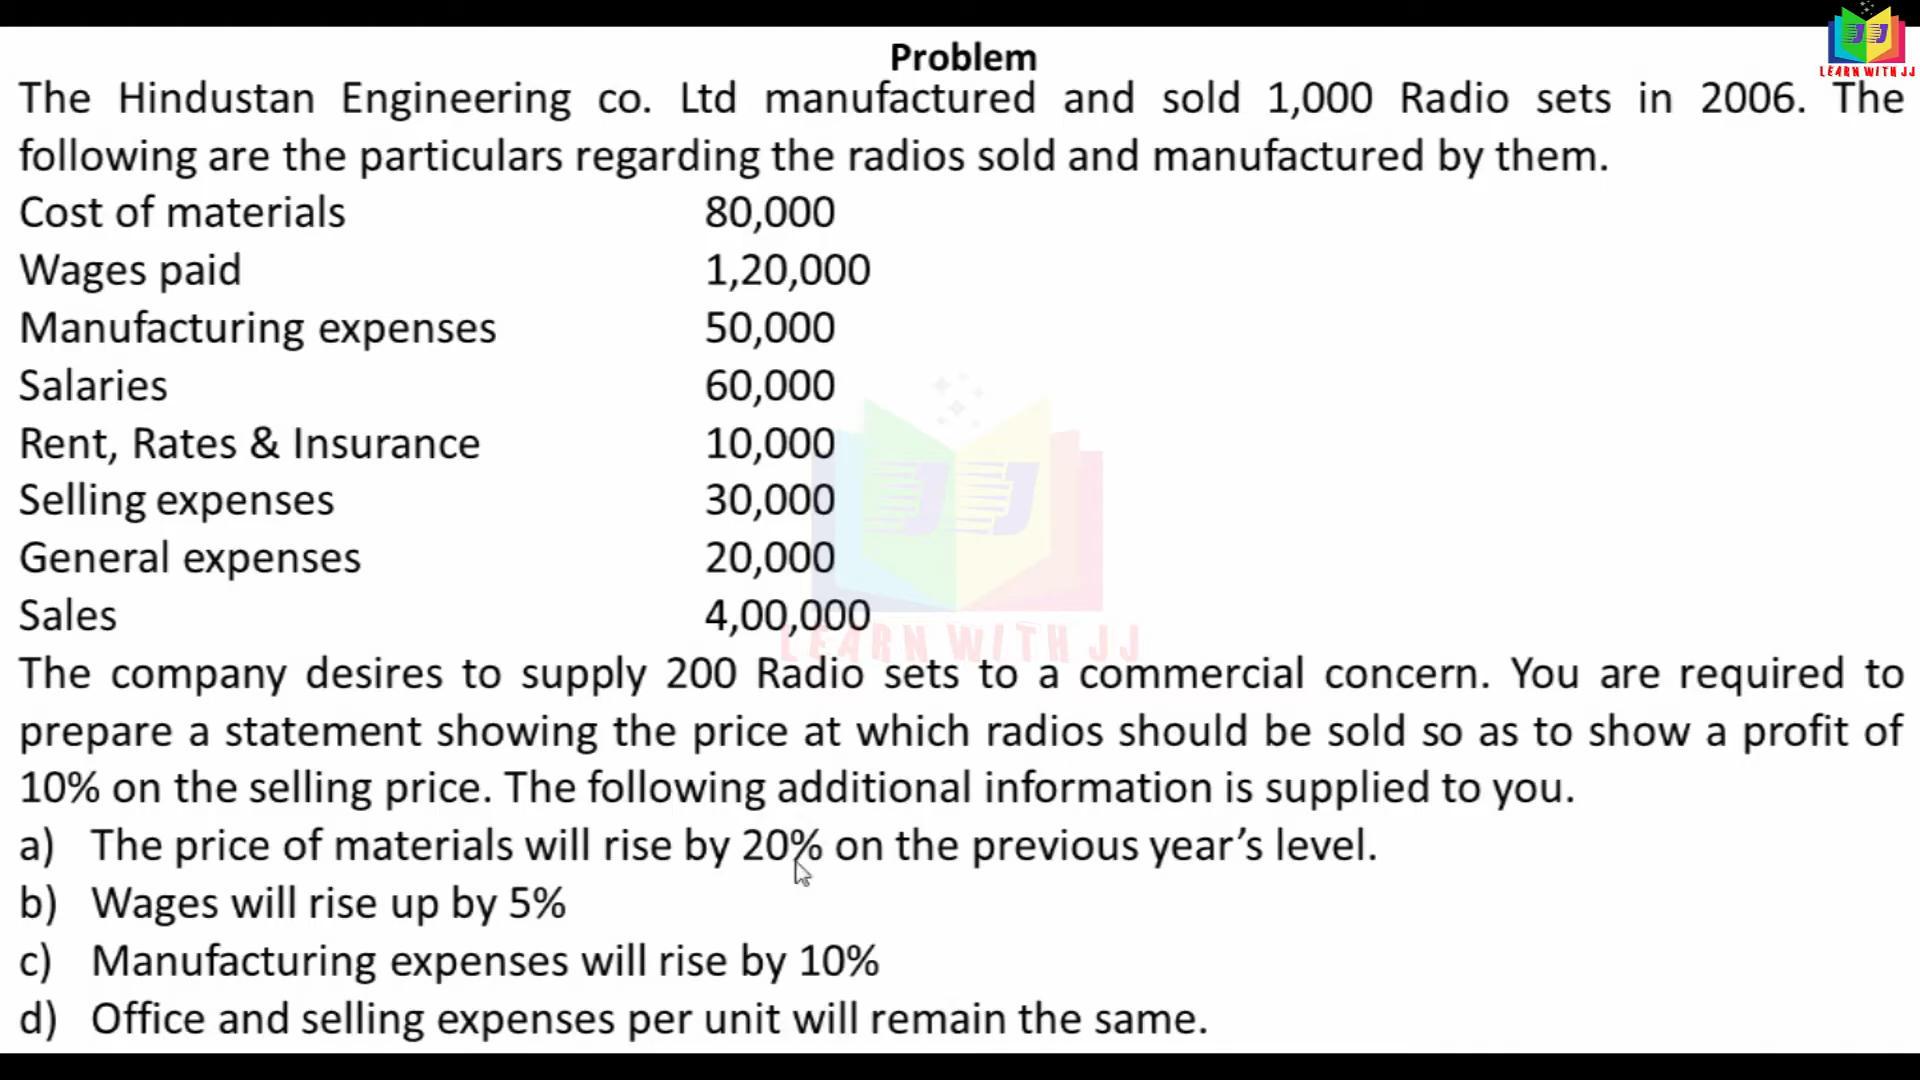 Problem
LEARN WITH JJ
The Hindustan Engineering co. Ltd manufactured and sold 1,000 Radio sets in 2006. The
following are the particulars regarding the radios sold and manufactured by them.
Cost of materials 80,000
Wages paid 1,20,000
Manufacturing expenses 50,000
Salaries 60,000
Rent, Rates & Insurance 10,000
Selling expenses 30,000
JJ
General expenses 20,000
Sales 4,00,000
LEARN WITH JJ
The company desires to supply 200 Radio sets to a commercial concern. You are required to
prepare a statement showing the price at which radios should be sold so as to show a profit of
10% on the selling price. The following additional information is supplied to you.
a) The price of materials will rise by 20% on the previous year’s level.
b) Wages will rise up by 5%
c) Manufacturing expenses will rise by 10%
d) Office and selling expenses per unit will remain the same.